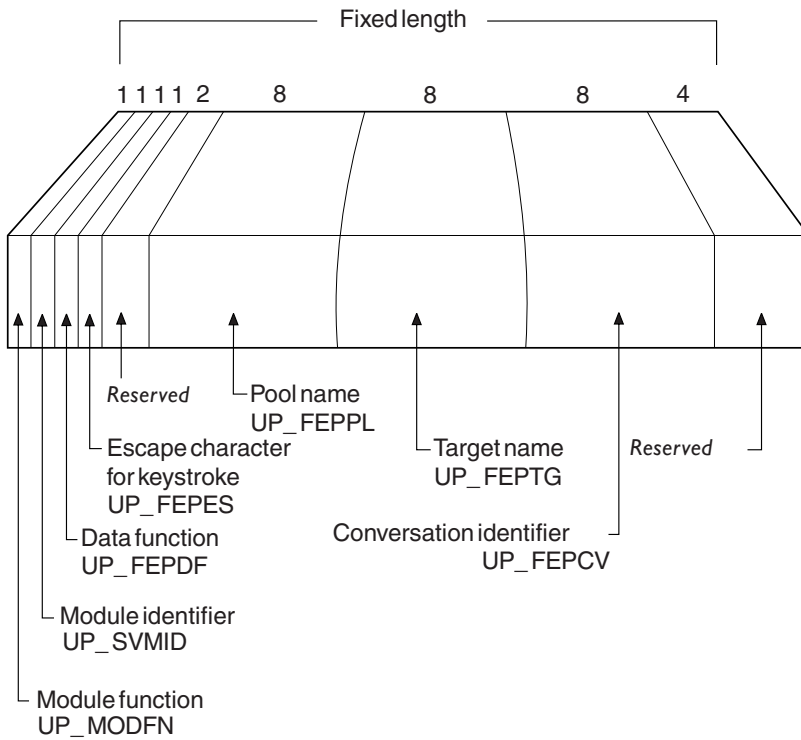 Fixed length
1 1 1 1 2 8 8 8 4
Reserved
Pool name
UP_FEPPL
Escape character
for keystroke
UP_FEPES
Target name
UP_FEPTG
Reserved
Data function
UP_FEPDF
Conversation identifier
UP_FEPCV
Module identifier
UP_SVMID
Module function
UP_MODFN